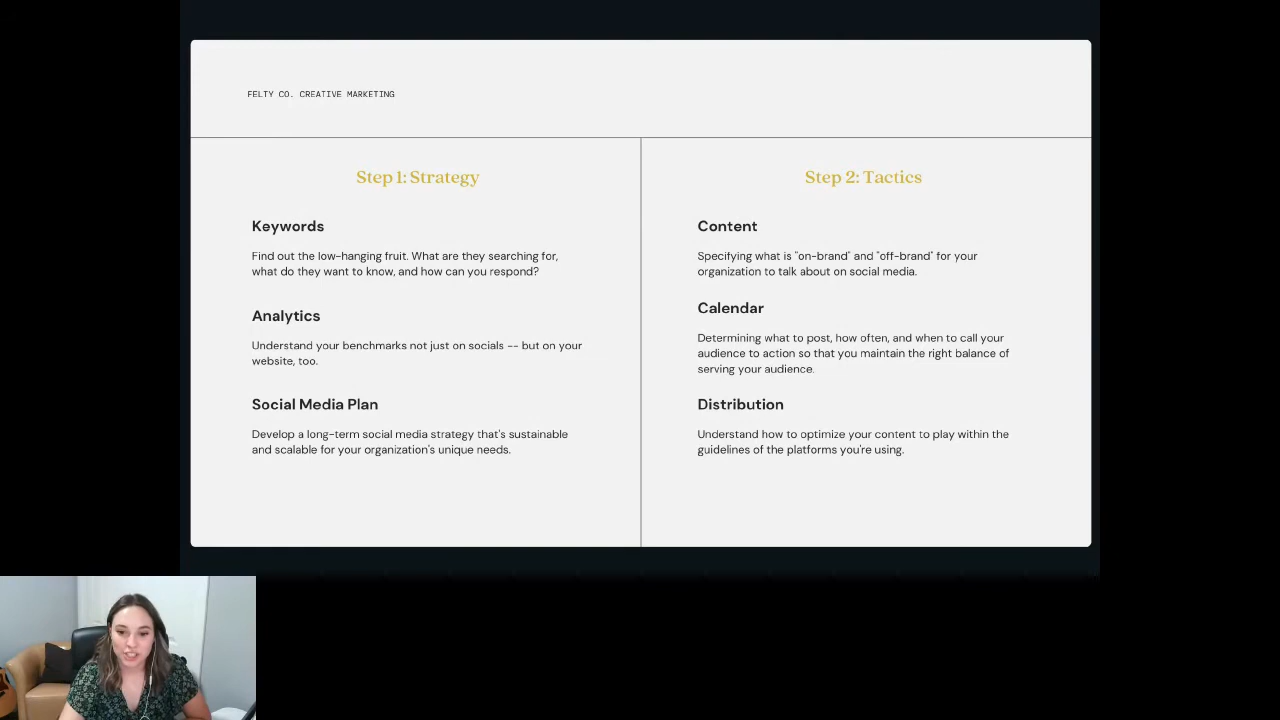 FELTY CO. CREATIVE MARKETING
Step 1: Strategy
Keywords
Find out the low-hanging fruit. What are they searching for,
what do they want to know, and how can you respond?
Analytics
Understand your benchmarks not just on socials -- but on your
website, too.
Social Media Plan
Develop a long-term social media strategy that's sustainable
and scalable for your organization's unique needs.
Step 2: Tactics
Content
Specifying what is "on-brand" and "off-brand" for your
organization to talk about on social media.
Calendar
Determining what to post, how often, and when to call your
audience to action so that you maintain the right balance of
serving your audience.
Distribution
Understand how to optimize your content to play within the
guidelines of the platforms you're using.